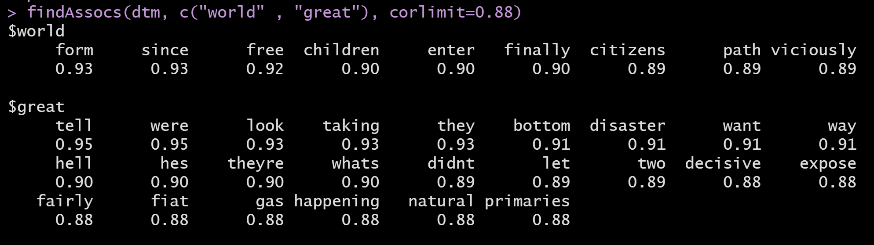 > findAssocs(dtm, c("world" , "great"), corlimit=0.88)
$world
form since free children enter finally citizens path viciously
0.93 0.93 0.92 0.90 0.90 0.90 0.89 0.89 0.89
$great
tell were look taking they bottom disaster want way
0.95 0.95 0.93 0.93 0.93 0.91 0.91 0.91 0.91
hell hes theyre whats didnt let two decisive expose
0.90 0.90 0.90 0.90 0.89 0.89 0.89 0.88 0.88
fairly fiat gas happening natural primaries
0.88 0.88 0.88 0.88 0.88 0.88